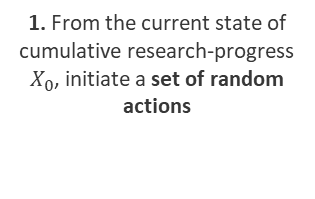 1. From the current state of
cumulative research-progress
X₀, initiate a set of random
actions